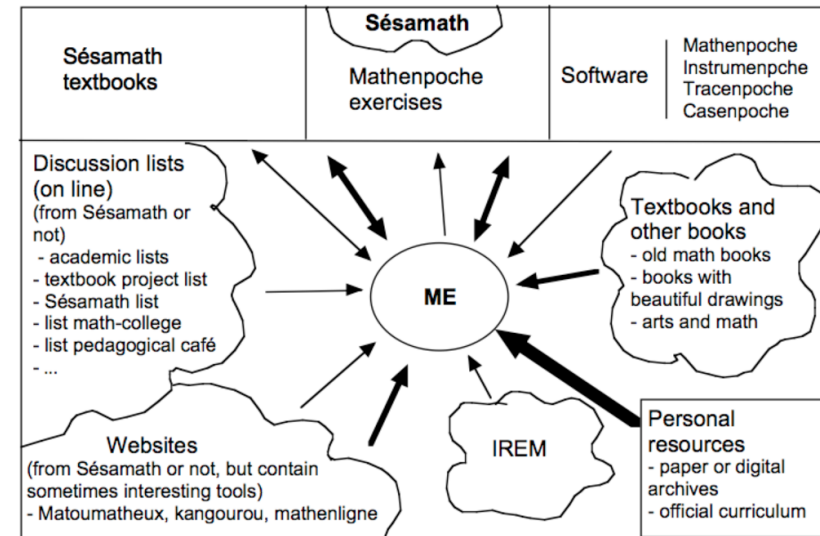 Sésamath
textbooks
Sésamath
Mathenpoche
exercises
Software
Mathenpoche
Instrumenpche
Tracenpoche
Casenpoche
Discussion lists
(on line)
(from Sésamath or
not)
- academic lists
- textbook project list
- Sésamath list
- list math-college
- list pedagogical café
- ...
ME
Textbooks and
other books
- old math books
- books with
beautiful drawings
- arts and math
Websites
(from Sésamath or not, but contain
sometimes interesting tools)
- Matoumatheux, kangourou, mathenligne
IREM
Personal
resources
- paper or digital
archives
- official curriculum